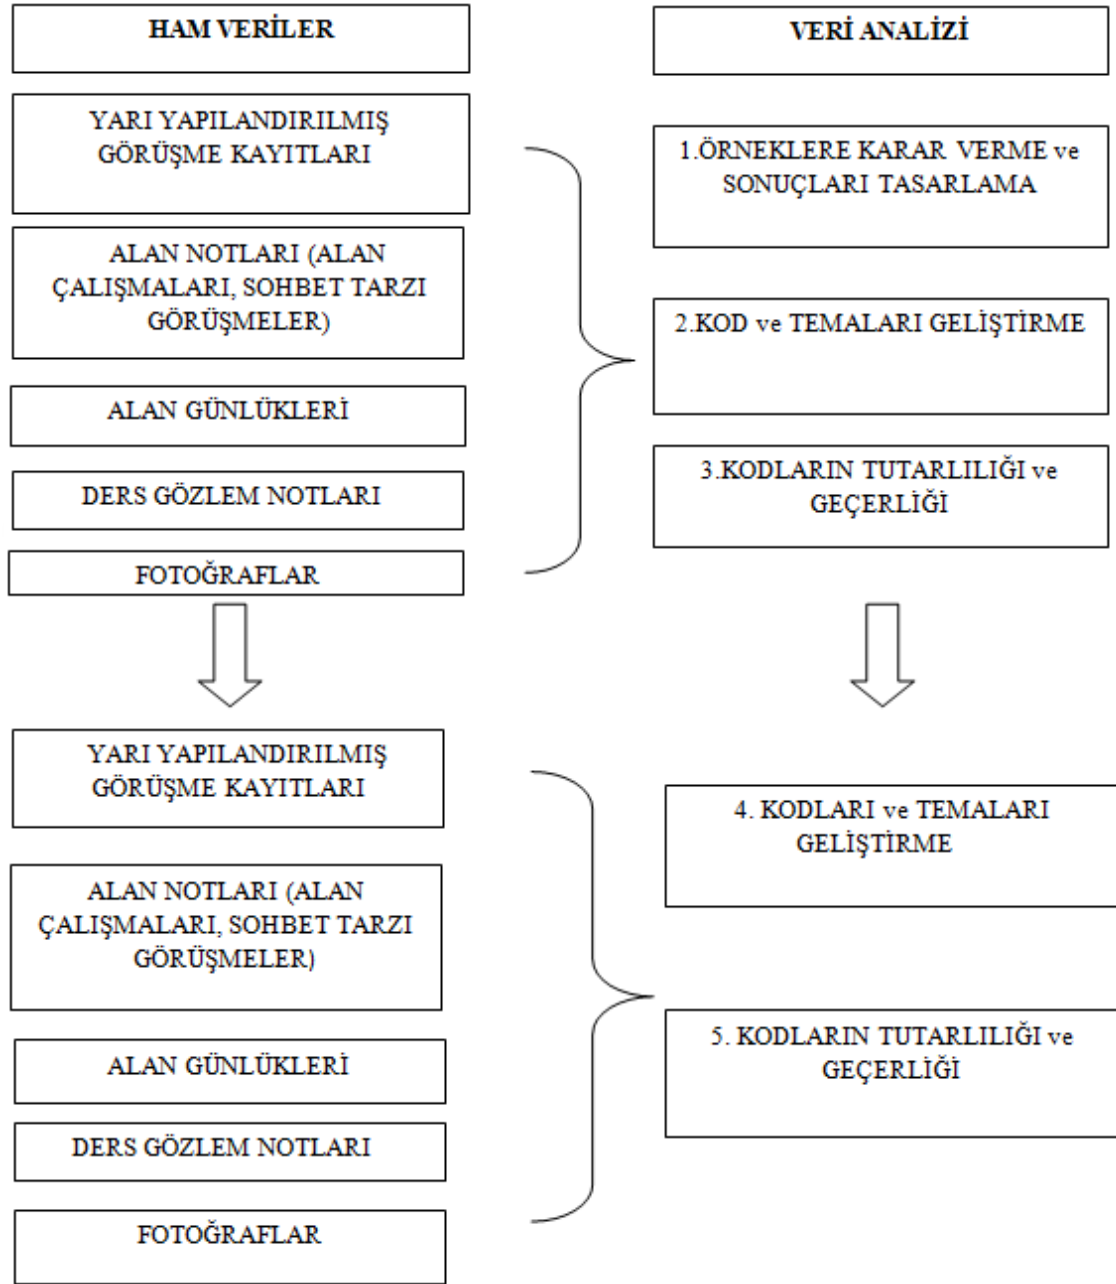 HAM VERİLER
VERİ ANALİZİ
YARI YAPILANDIRILMIŞ
GÖRÜŞME KAYITLARI
ALAN NOTLARI (ALAN
ÇALIŞMALARI, SOHBET TARZI
GÖRÜŞMELER)
ALAN GÜNLÜKLERİ
DERS GÖZLEM NOTLARI
FOTOĞRAFLAR
1.ÖRNEKLERE KARAR VERME ve
SONUÇLARI TASARLAMA
2.KOD ve TEMALARI GELİŞTİRME
3.KODLARIN TUTARLILIĞI ve
GEÇERLİĞİ
YARI YAPILANDIRILMIŞ
GÖRÜŞME KAYITLARI
ALAN NOTLARI (ALAN
ÇALIŞMALARI, SOHBET TARZI
GÖRÜŞMELER)
ALAN GÜNLÜKLERİ
DERS GÖZLEM NOTLARI
FOTOĞRAFLAR
4. KODLARI ve TEMALARI
GELİŞTİRME
5. KODLARIN TUTARLILIĞI ve
GEÇERLİĞİ